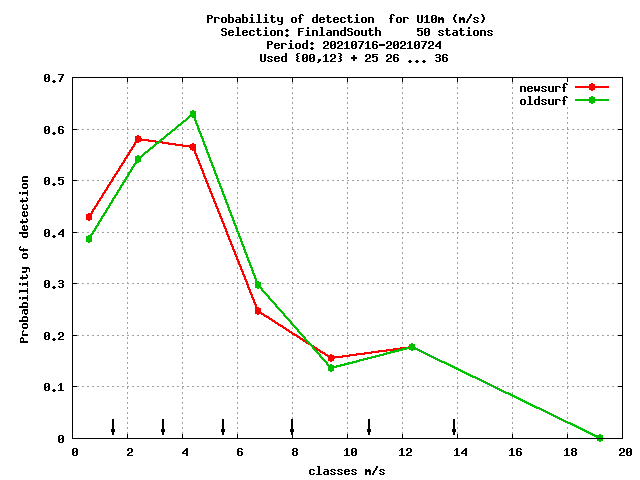 Probability of detection  for U10m (m/s)
Selection: FinlandSouth     50 stations
Period: 20210716-20210724
Used {00,12} + 25 26 ... 36
0.7
newsurf
oldsurf
0.6
0.5
0.4
0.3
0.2
0.1
0
Probability of detection
0 2 4 6 8 10 12 14 16 18 20
classes m/s